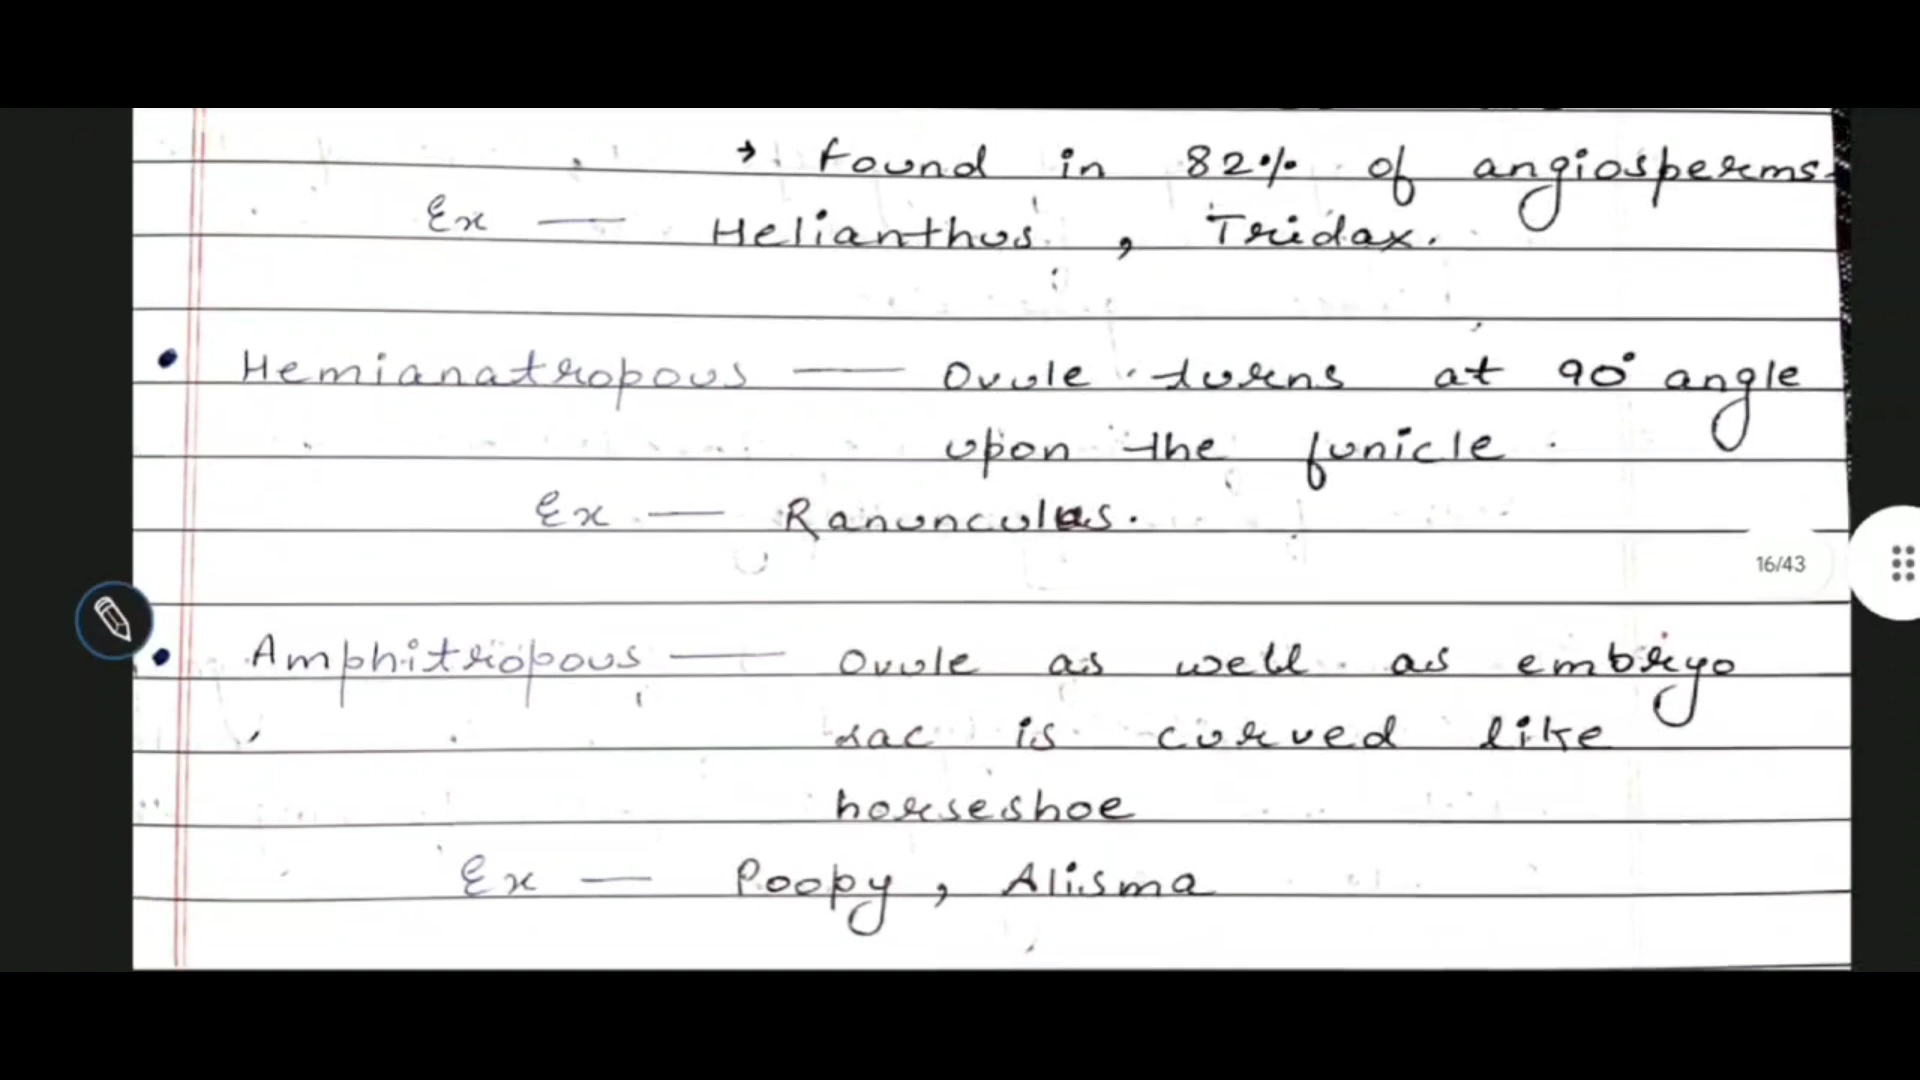 → Found in 82% of angiosperms.
Ex — Helianthus , Tridax.
• Hemianatropous — Ovule turns at 90° angle
upon the funicle .
Ex — Ranunculus.
16/43
• Amphitropous — Ovule as well as embryo
sac is curved like
horseshoe
Ex — Poopy , Alisma